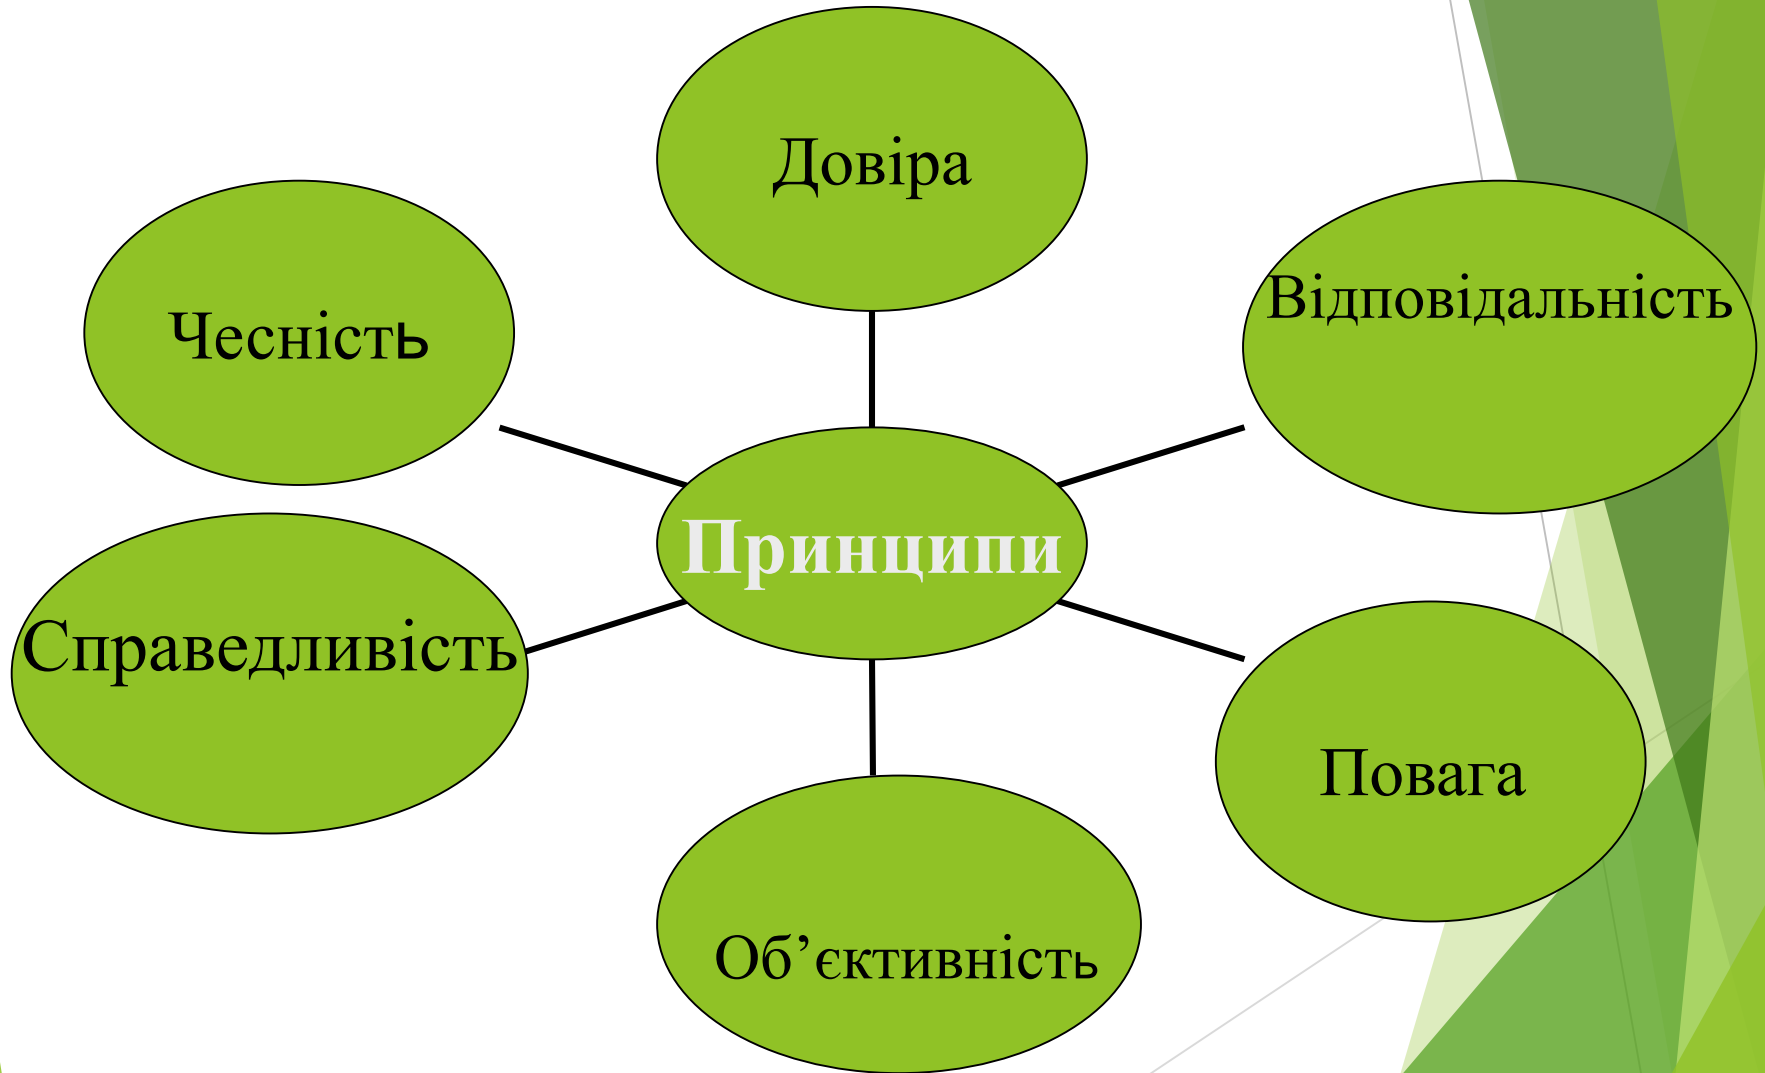 Довіра
Чесність
Відповідальність
Принципи
Справедливість
Повага
Об’єктивність